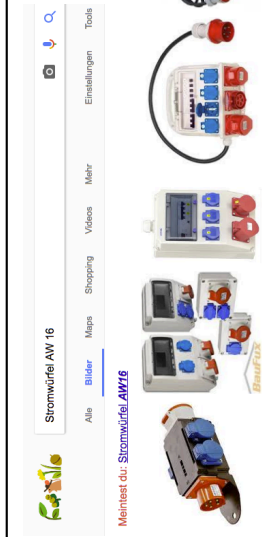 Stromwürfel AW 16
Alle Bilder Maps Shopping Videos Mehr Einstellungen Tools
Meintest du: Stromwürfel AW16
BauFux